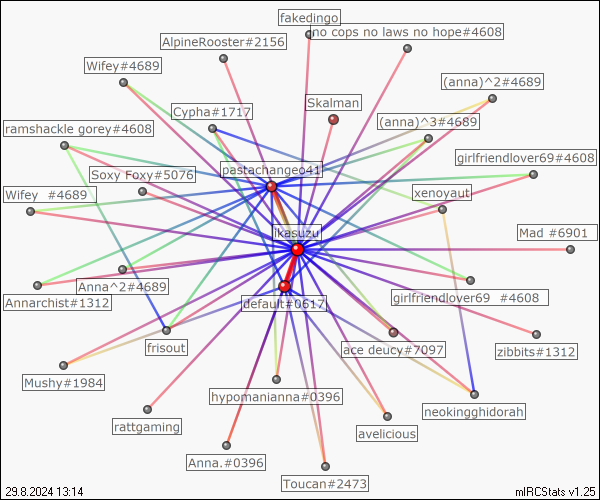 fakedingo
no cops no laws no hope#4608
AlpineRooster#2156
Wifey#4689
(anna)^2#4689
Skalman
Cypha#1717
(anna)^3#4689
ramshackle gorey#4608
girlfriendlover69#4608
pastachangeo41
Soxy Foxy#5076
xenoyaut
Wifey  #4689
ikasuzu
Mad #6901
Anna^2#4689
Annarchist#1312
default#0617
girlfriendlover69  #4608
frisout
ace deucy#7097
zibbits#1312
Mushy#1984
hypomanianna#0396
neokingghidorah
rattgaming
avelicious
Anna.#0396
Toucan#2473
29.8.2024 13:14
mIRCStats v1.25